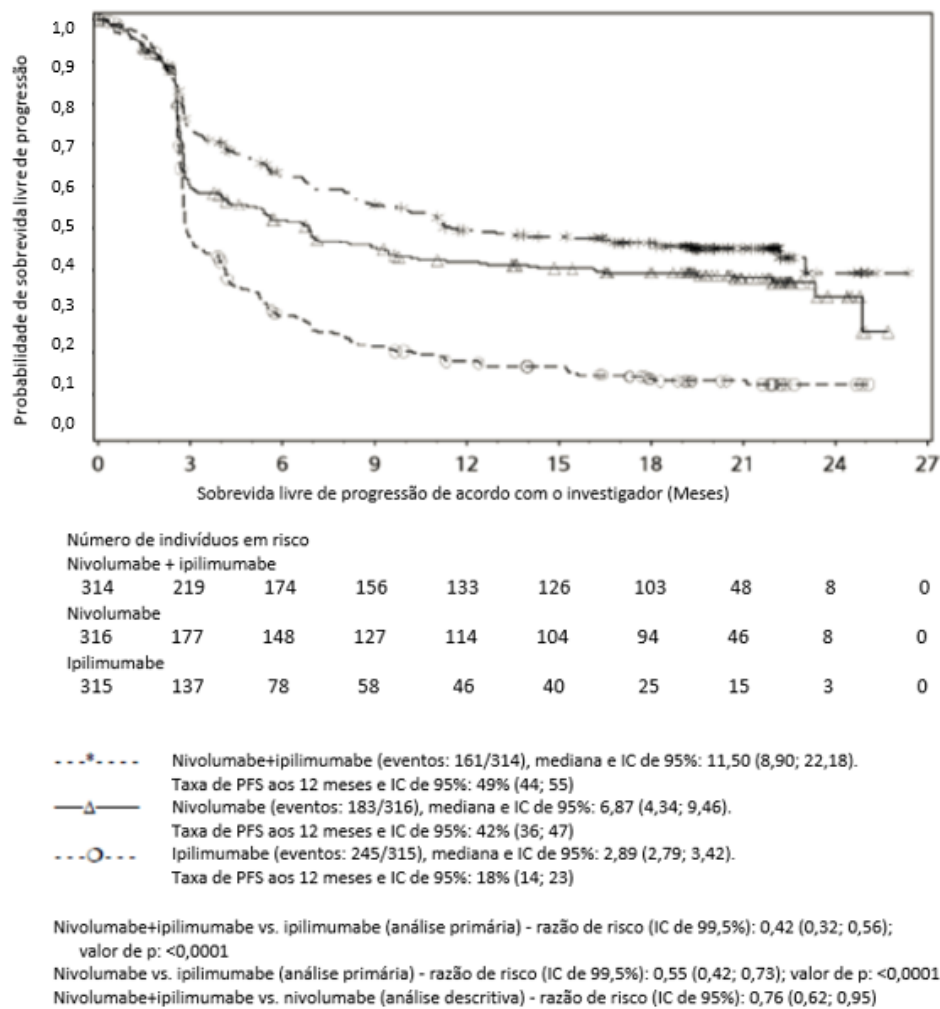 Probabilidade de sobrevida livre de progressão
1,0
0,9
0,8
0,7
0,6
0,5
0,4
0,3
0,2
0,1
0,0
0 3 6 9 12 15 18 21 24 27
Sobrevida livre de progressão de acordo com o investigador (Meses)
Número de indivíduos em risco
Nivolumabe + ipilimumabe
314 219 174 156 133 126 103 48 8 0
Nivolumabe
316 177 148 127 114 104 94 46 8 0
Ipilimumabe
315 137 78 58 46 40 25 15 3 0
Nivolumabe+ipilimumabe (eventos: 161/314), mediana e IC de 95%: 11,50 (8,90; 22,18).
Taxa de PFS aos 12 meses e IC de 95%: 49% (44; 55)
Nivolumabe (eventos: 183/316), mediana e IC de 95%: 6,87 (4,34; 9,46).
Taxa de PFS aos 12 meses e IC de 95%: 42% (36; 47)
Ipilimumabe (eventos: 245/315), mediana e IC de 95%: 2,89 (2,79; 3,42).
Taxa de PFS aos 12 meses e IC de 95%: 18% (14; 23)
Nivolumabe+ipilimumabe vs. ipilimumabe (análise primária) - razão de risco (IC de 99,5%): 0,42 (0,32; 0,56);
valor de p: <0,0001
Nivolumabe vs. ipilimumabe (análise primária) - razão de risco (IC de 99,5%): 0,55 (0,42; 0,73); valor de p: <0,0001
Nivolumabe+ipilimumabe vs. nivolumabe (análise descritiva) - razão de risco (IC de 95%): 0,76 (0,62; 0,95)